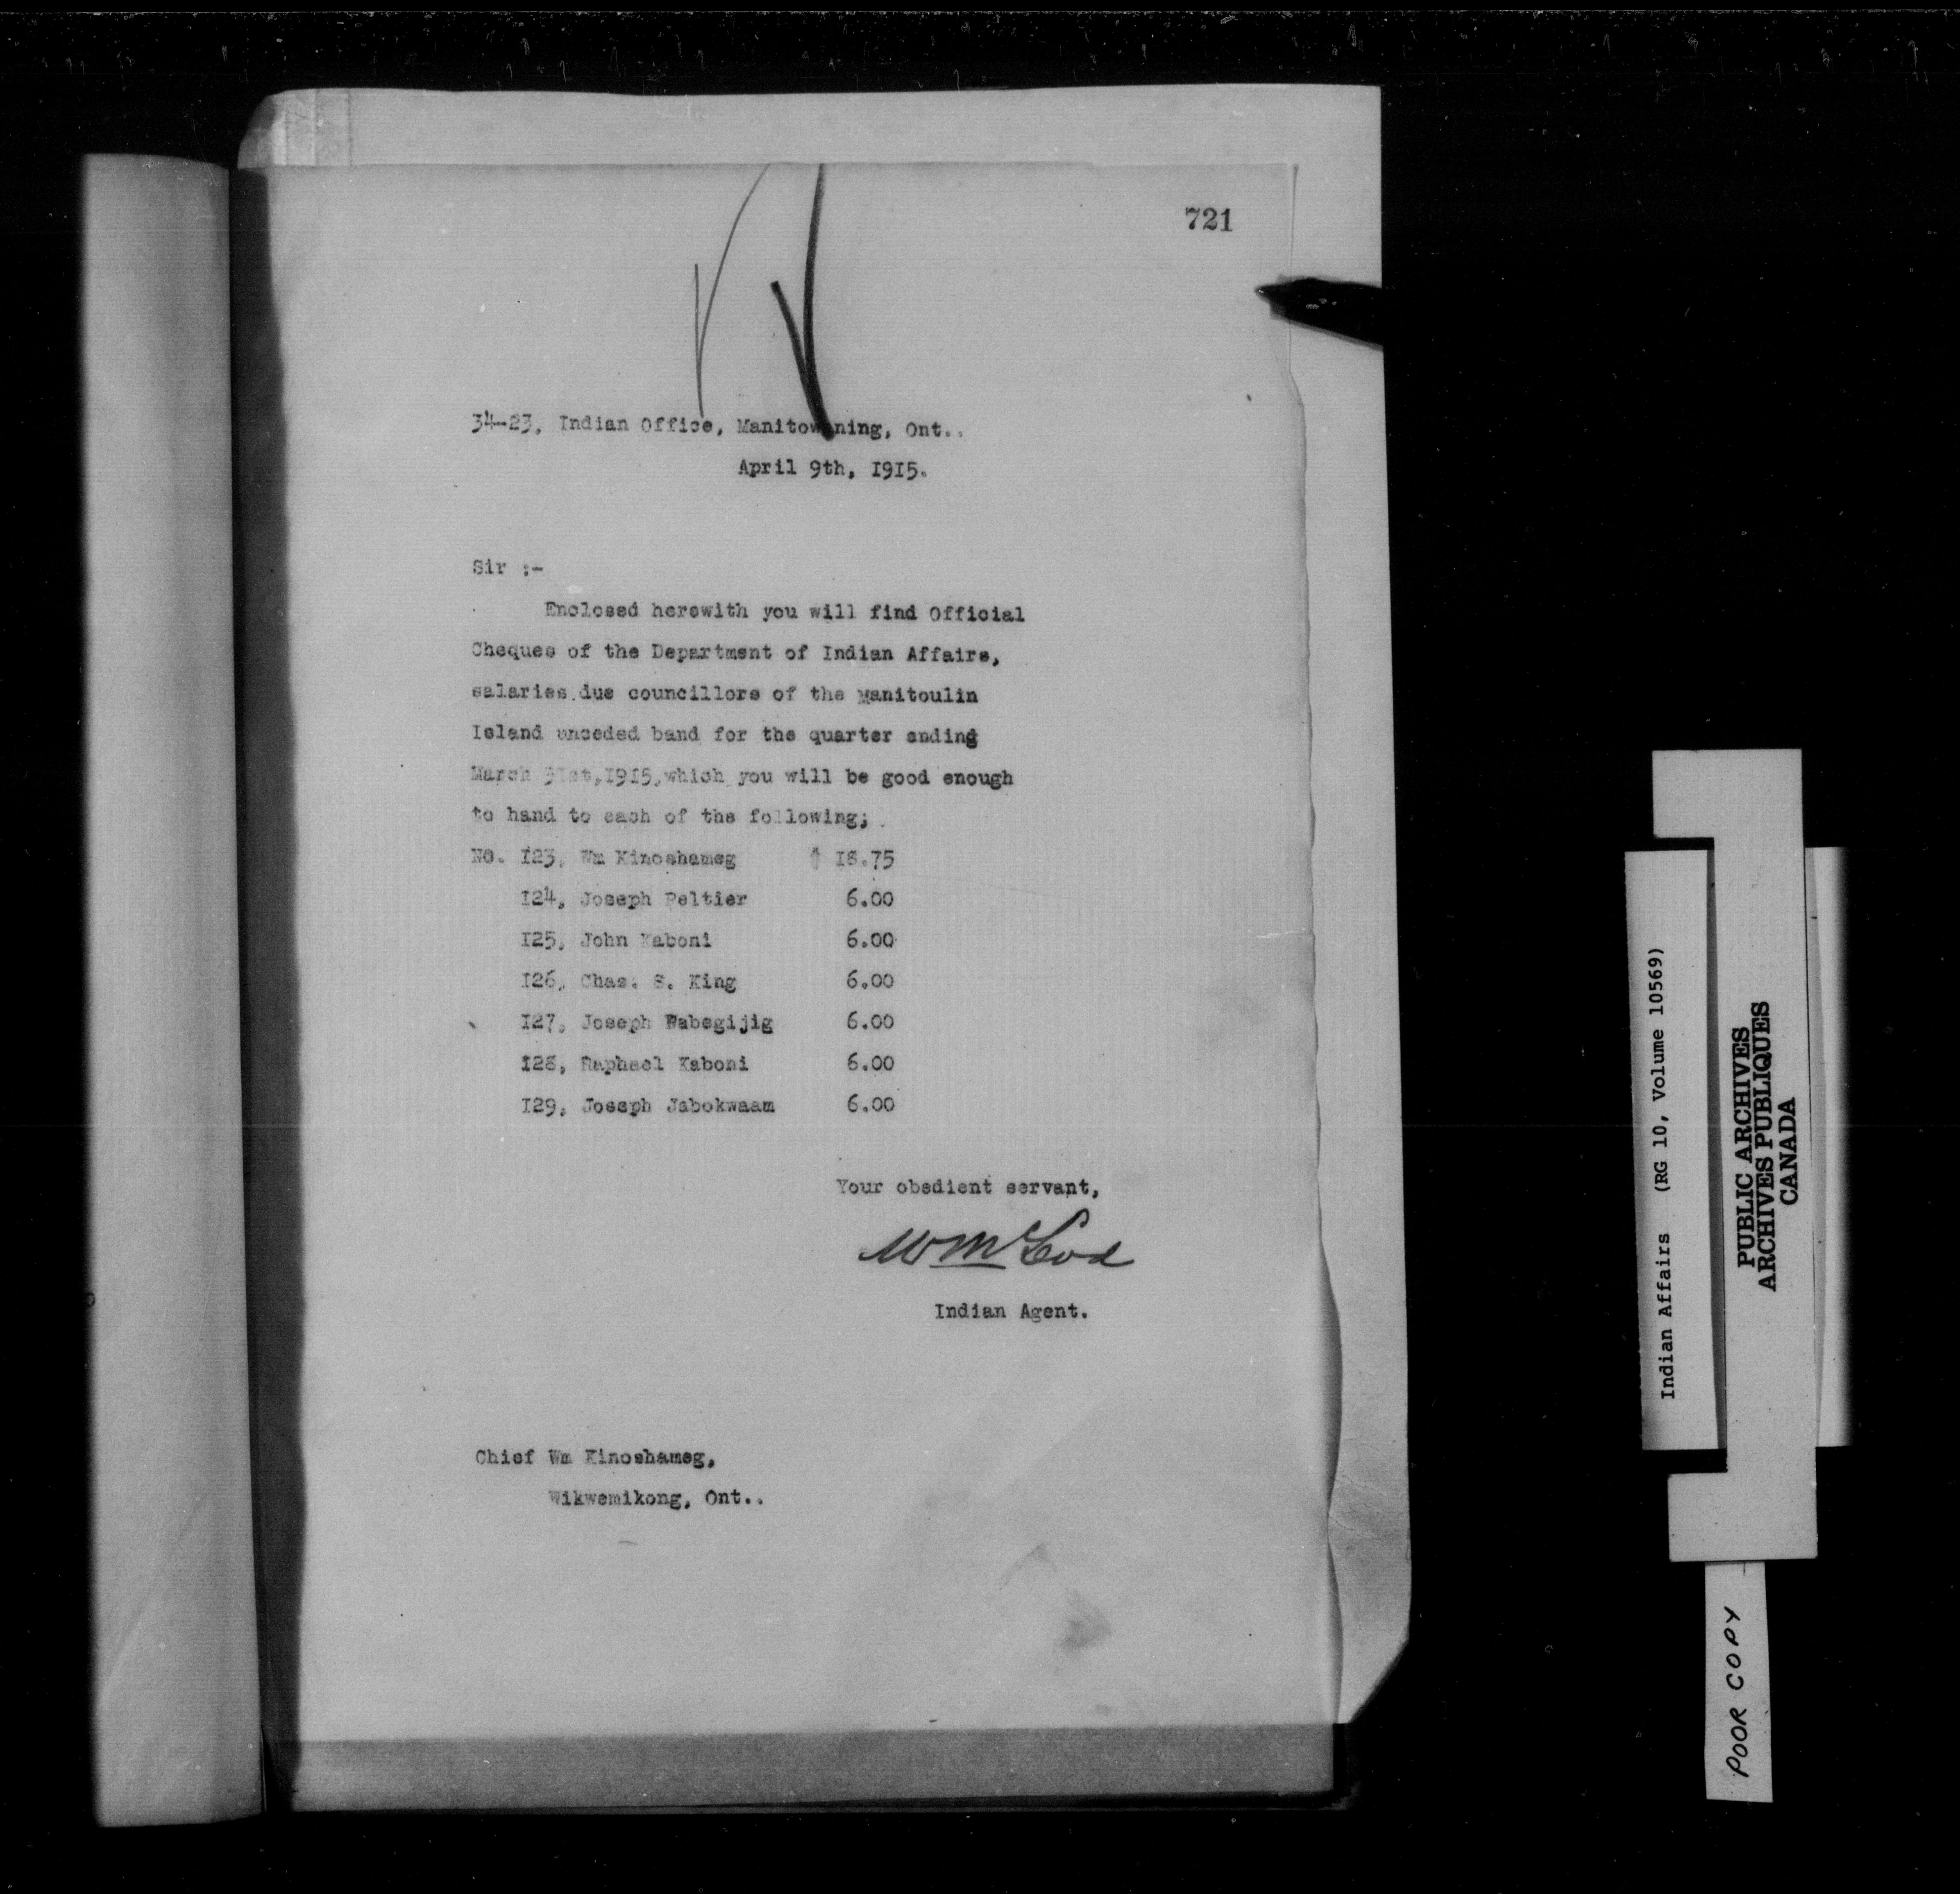 721
34-23, Indian Office, Manitowaning, Ont..
April 9th, 1915.
Sir :-
Enclosed herewith you will find Official
Cheques of the Department of Indian Affairs,
salaries due councillors of the Manitoulin
Island unceded band for the quarter ending
March 31st,1915,which you will be good enough
to hand to each of the following;
No. 123, Wm Kinoshameg $ 18.75
124, Joseph Peltier 6.00
125, John Kaboni 6.00
126, Chas. S. King 6.00
127, Joseph Wabegijig 6.00
128, Raphael Kaboni 6.00
129, Joseph Jabokwaam 6.00
Your obedient servant,
Wm McLeod
Indian Agent.
Chief Wm Kinoshameg,
Wikwemikong, Ont..
Indian Affairs (RG 10, Volume 10569)
PUBLIC ARCHIVES
ARCHIVES PUBLIQUES
CANADA
POOR COPY